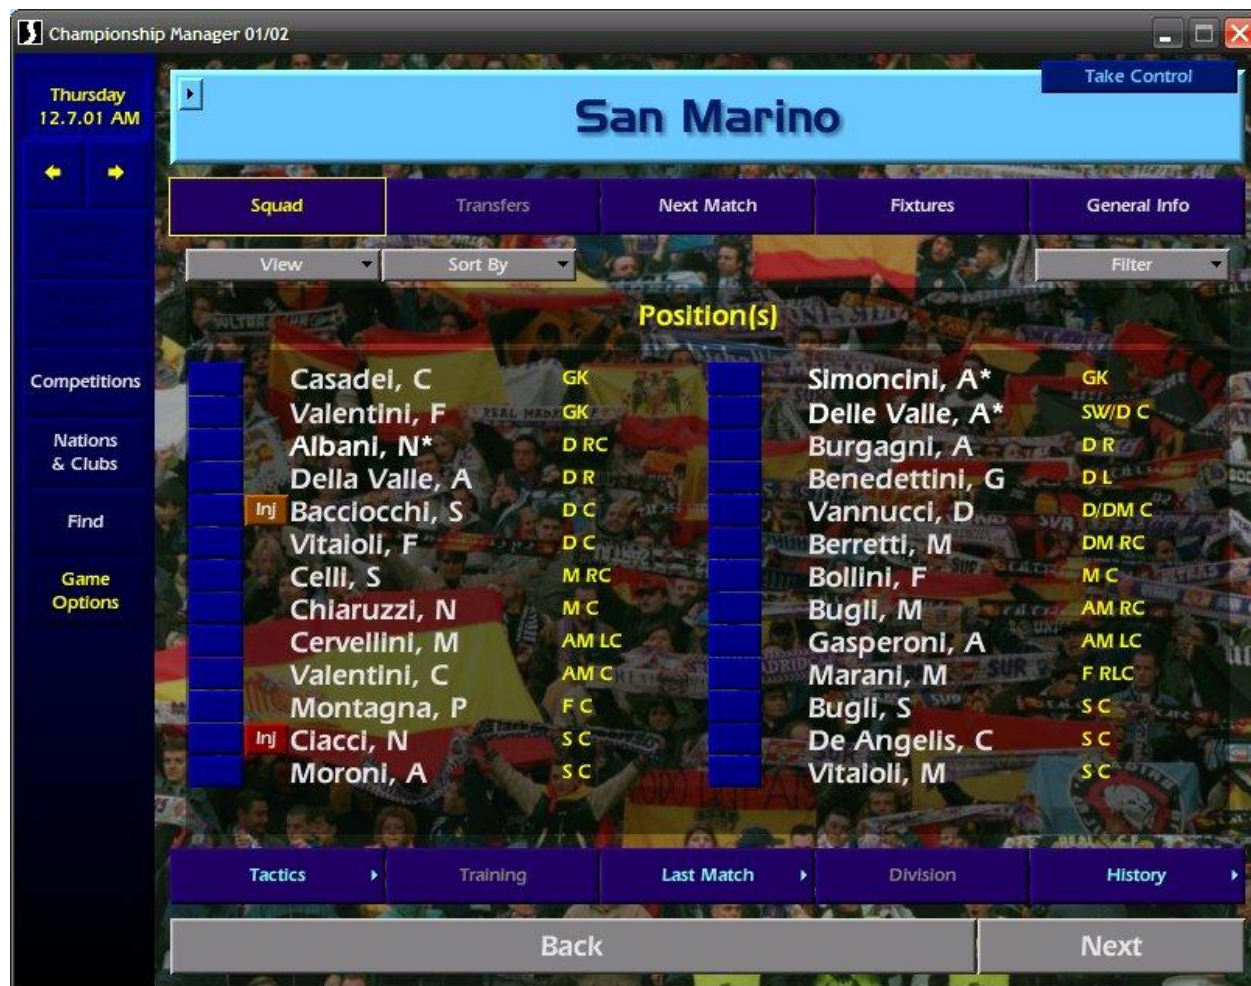 Championship Manager 01/02
Thursday
12.7.01 AM
Take Control
San Marino
Squad Transfers Next Match Fixtures General Info
View Sort By Filter
Position(s)
Competitions
Nations
& Clubs
Find
Game
Options
Casadei, C GK Simoncini, A* GK
Valentini, F GK Delle Valle, A* SW/D C
Albani, N* D RC Burgagni, A D R
Della Valle, A D R Benedettini, G D L
Inj Bacciocchi, S D C Vannucci, D D/DM C
Vitaioli, F D C Berretti, M DM RC
Celli, S M RC Bollini, F M C
Chiaruzzi, N M C Bugli, M AM RC
Cervellini, M AM LC Gasperoni, A AM LC
Valentini, C AM C Marani, M F RLC
Montagna, P F C Bugli, S S C
Inj Ciacci, N S C De Angelis, C S C
Moroni, A S C Vitaioli, M S C
Tactics Training Last Match Division History
Back Next